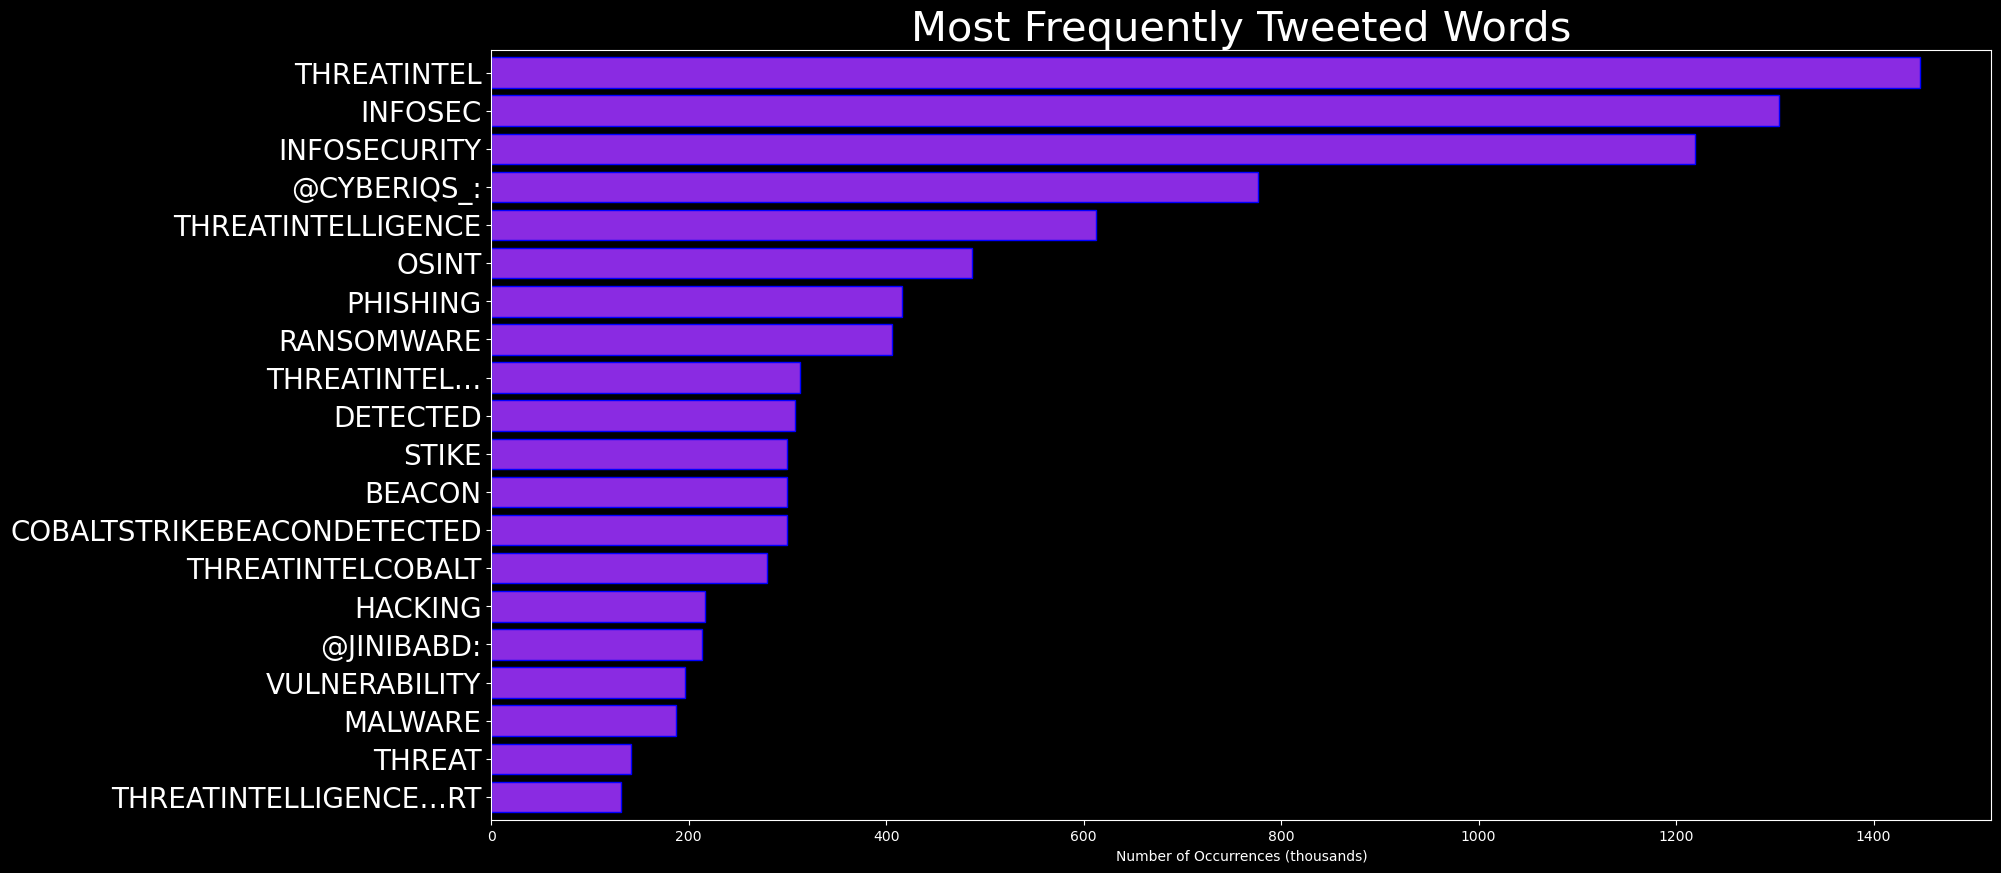 Most Frequently Tweeted Words
THREATINTEL
INFOSEC
INFOSECURITY
@CYBERIQS_:
THREATINTELLIGENCE
OSINT
PHISHING
RANSOMWARE
THREATINTEL...
DETECTED
STIKE
BEACON
COBALTSTRIKEBEACONDETECTED
THREATINTELCOBALT
HACKING
@JINIBABD:
VULNERABILITY
MALWARE
THREAT
THREATINTELLIGENCE...RT
0 200 400 600 800 1000 1200 1400
Number of Occurrences (thousands)